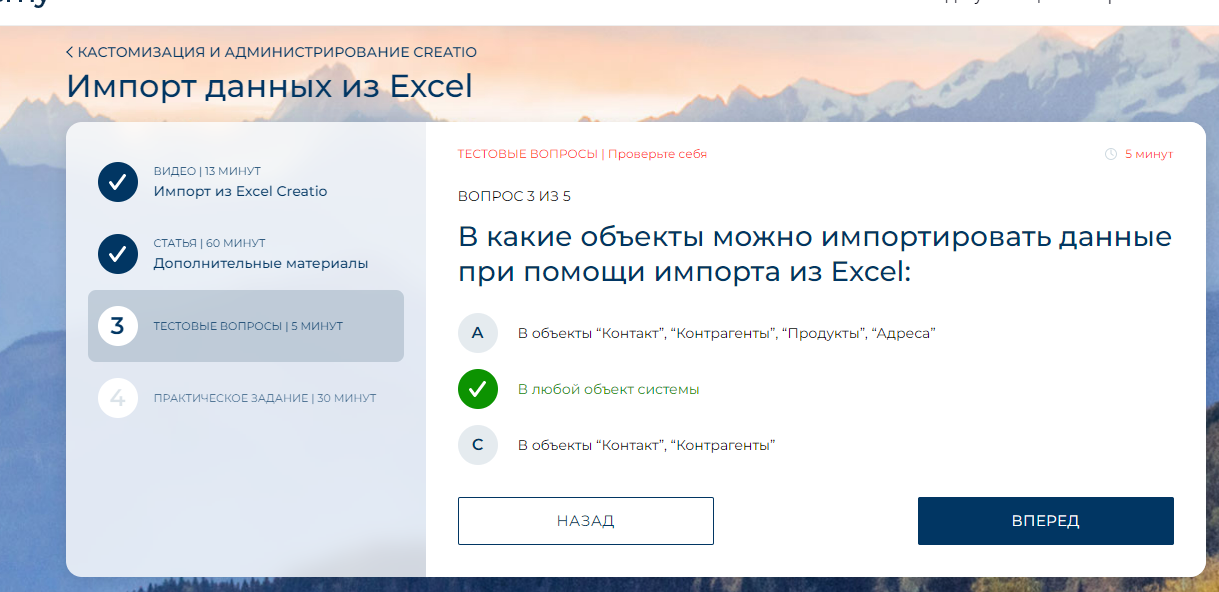 КАСТОМИЗАЦИЯ И АДМИНИСТРИРОВАНИЕ CREATIO
Импорт данных из Excel
ВИДЕО | 13 МИНУТ
Импорт из Excel Creatio
СТАТЬЯ | 60 МИНУТ
Дополнительные материалы
3
ТЕСТОВЫЕ ВОПРОСЫ | 5 МИНУТ
4
ПРАКТИЧЕСКОЕ ЗАДАНИЕ | 30 МИНУТ
ТЕСТОВЫЕ ВОПРОСЫ | Проверьте себя
5 минут
ВОПРОС 3 ИЗ 5
В какие объекты можно импортировать данные
при помощи импорта из Excel:
A
В объекты “Контакт”, “Контрагенты”, “Продукты”, “Адреса”
В любой объект системы
C
В объекты “Контакт”, “Контрагенты”
НАЗАД
ВПЕРЕД